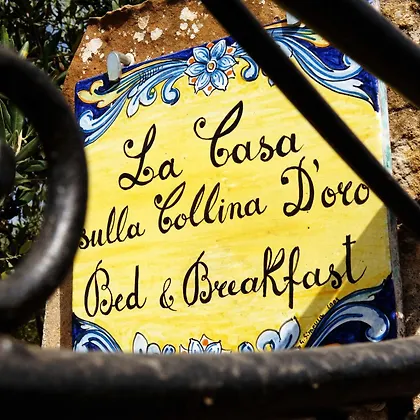 La Casa
sulla Collina D'oro
Bed & Breakfast